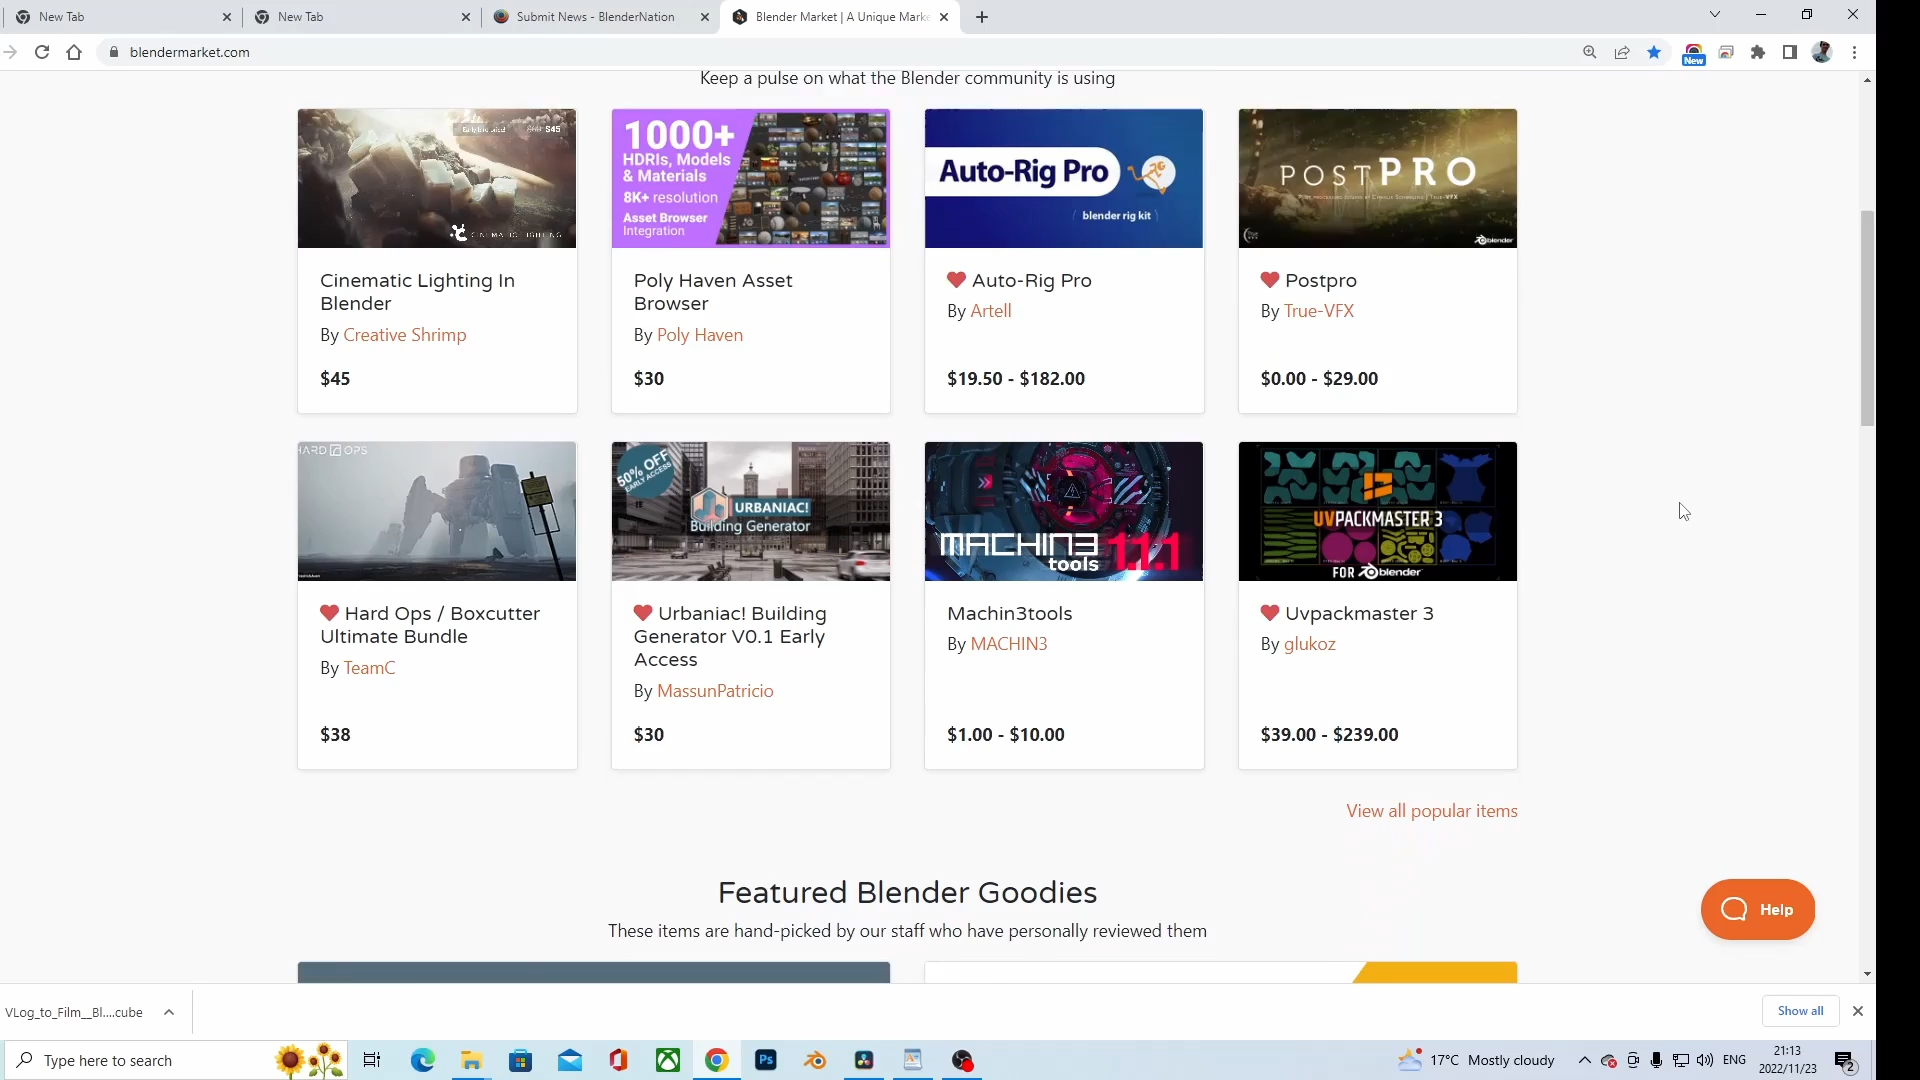 New Tab
New Tab
Submit News - BlenderNation
Blender Market | A Unique Marke
blendermarket.com
New
Keep a pulse on what the Blender community is using
$45
CINEMATIC LIGHTING
1000+
HDRIs, Models
& Materials
8K+ resolution
Asset Browser
Integration
Auto-Rig Pro
blender rig kit
POSTPRO
blender
Cinematic Lighting In
Blender
By Creative Shrimp
$45
Poly Haven Asset
Browser
By Poly Haven
$30
Auto-Rig Pro
By Artell
$19.50 - $182.00
Postpro
By True-VFX
$0.00 - $29.00
HARD OPS
50% OFF
EARLY ACCESS
URBANIAC!
Building Generator
MACHIN3
tools
1.1.1
UVPACKMASTER 3
FOR blender
Hard Ops / Boxcutter
Ultimate Bundle
By TeamC
$38
Urbaniac! Building
Generator V0.1 Early
Access
By MassunPatricio
$30
Machin3tools
By MACHIN3
$1.00 - $10.00
Uvpackmaster 3
By glukoz
$39.00 - $239.00
View all popular items
Featured Blender Goodies
These items are hand-picked by our staff who have personally reviewed them
Help
VLog_to_Film__Bl....cube
Show all
Type here to search
Ps
17°C Mostly cloudy
ENG
21:13
2022/11/23
2